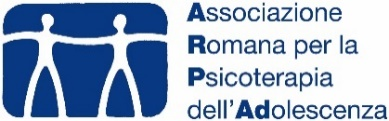 Associazione
Romana per la
Psicoterapia
dell'Adolescenza